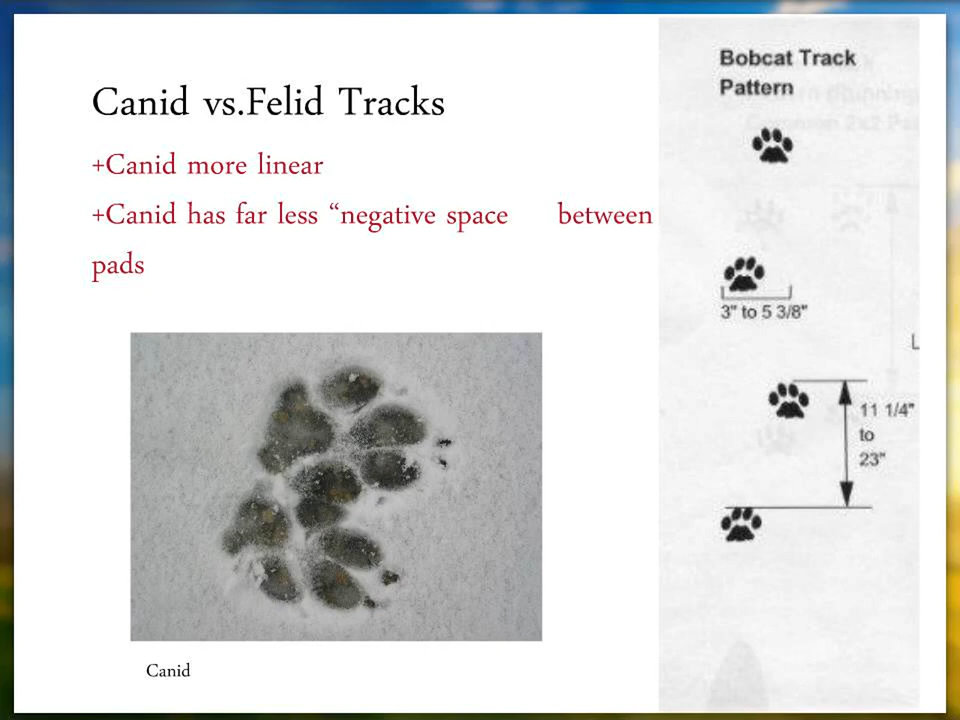 Canid vs.Felid Tracks
+Canid more linear
+Canid has far less “negative space between
pads
Canid
Bobcat Track
Pattern
3" to 5 3/8"
L
11 1/4"
to
23"